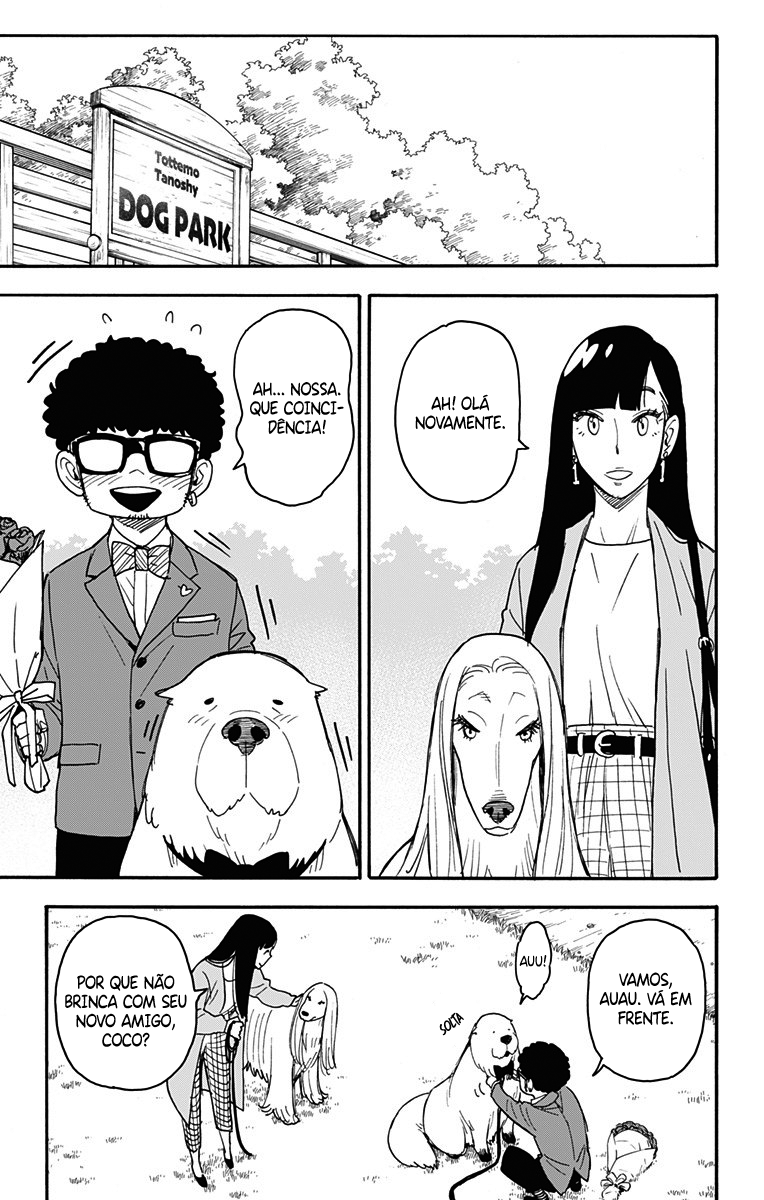 Tottemo
Tanoshy
DOG PARK
AH! OLÁ
NOVAMENTE.
AH... NOSSA.
QUE COINCI-
DÊNCIA!
VAMOS,
AUAU. VÁ EM
FRENTE.
AUU!
SOLTA
POR QUE NÃO
BRINCA COM SEU
NOVO AMIGO,
COCO?